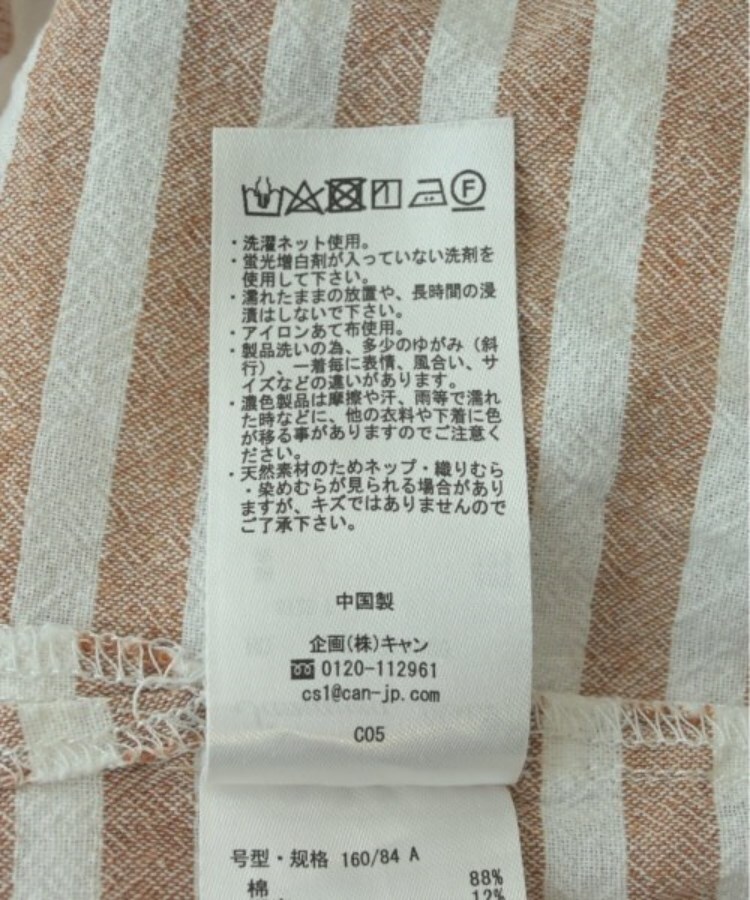 ・洗濯ネット使用。
・蛍光増白剤が入っていない洗剤を
使用して下さい。
・濡れたままの放置や、長時間の浸
漬はしないで下さい。
・アイロンあて布使用。
・製品洗いの為、多少のゆがみ（斜
行）、一着毎に表情、風合い、サ
イズなどの違いがあります。
・濃色製品は摩擦や汗、雨等で濡れ
た時などに、他の衣料や下着に色
が移る事がありますのでご注意く
ださい。
・天然素材のためネップ・織りむら
・染めむらが見られる場合があり
ますが、キズではありませんので
ご了承下さい。
中国製
企画(株)キャン
0120-112961
cs1@can-jp.com
C05
号型・规格 160/84 A
棉 88%
12%